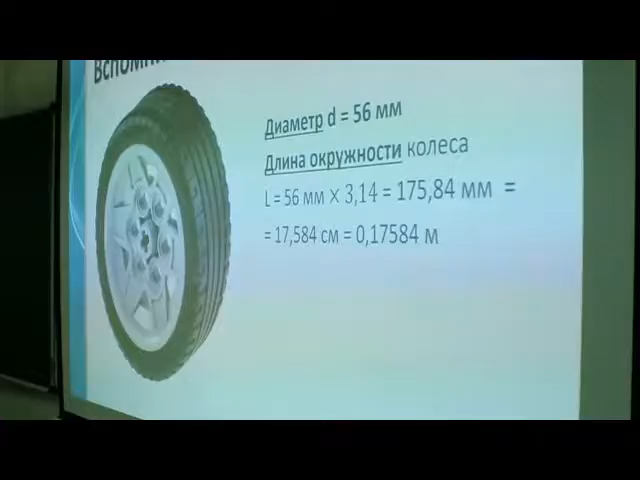 Диаметр d = 56 мм
Длина окружности колеса
L = 56 мм × 3,14 = 175,84 мм =
= 17,584 см = 0,17584 м